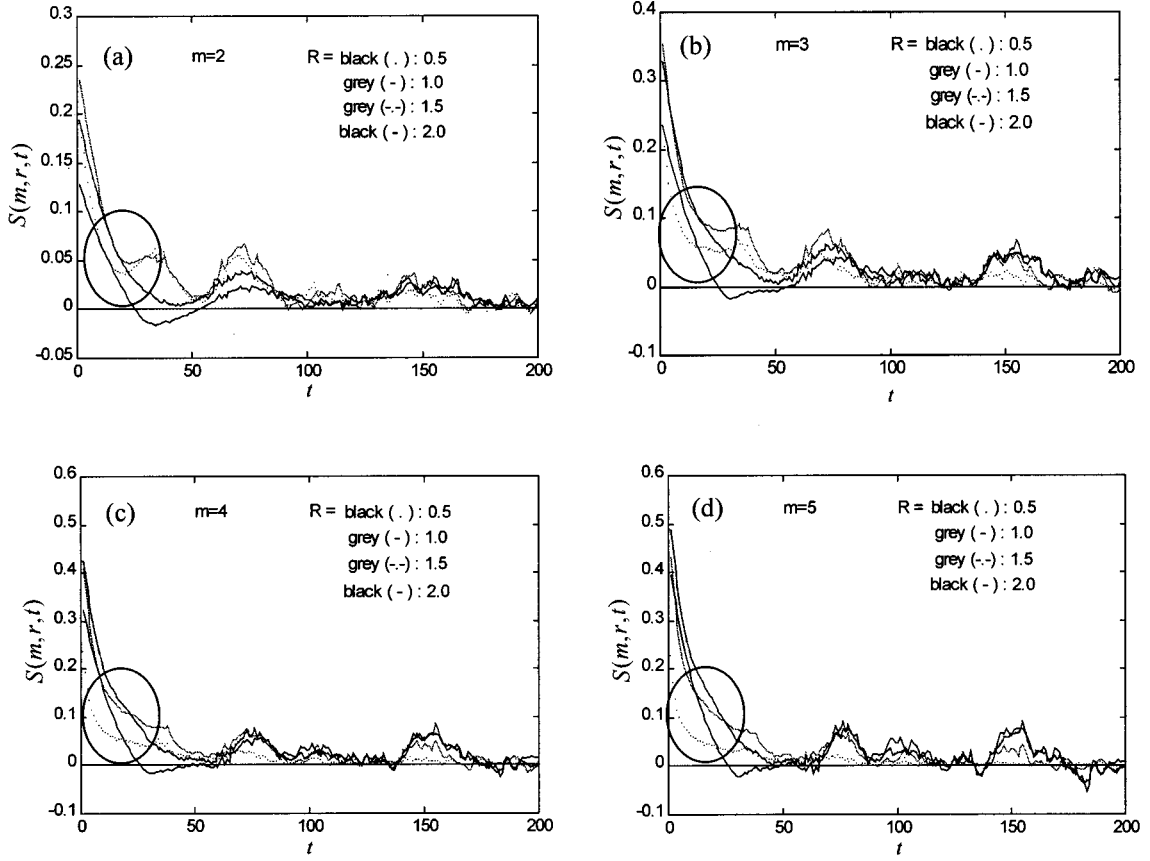 0.3
0.25
0.2
0.15
0.1
0.05
0
-0.05
S(m,r,t)
(a)
m=2
R = black ( . ) : 0.5
grey ( - ) : 1.0
grey (-.-) : 1.5
black ( - ) : 2.0
0 50 100 150 200
t
0.4
0.3
0.2
0.1
0
-0.1
S(m,r,t)
(b)
m=3
R = black ( . ) : 0.5
grey ( - ) : 1.0
grey (-.-) : 1.5
black ( - ) : 2.0
0 50 100 150 200
t
0.6
0.5
0.4
0.3
0.2
0.1
0
-0.1
S(m,r,t)
(c)
m=4
R = black ( . ) : 0.5
grey ( - ) : 1.0
grey (-.-) : 1.5
black ( - ) : 2.0
0 50 100 150 200
t
0.6
0.5
0.4
0.3
0.2
0.1
0
-0.1
S(m,r,t)
(d)
m=5
R = black ( . ) : 0.5
grey ( - ) : 1.0
grey (-.-) : 1.5
black ( - ) : 2.0
0 50 100 150 200
t